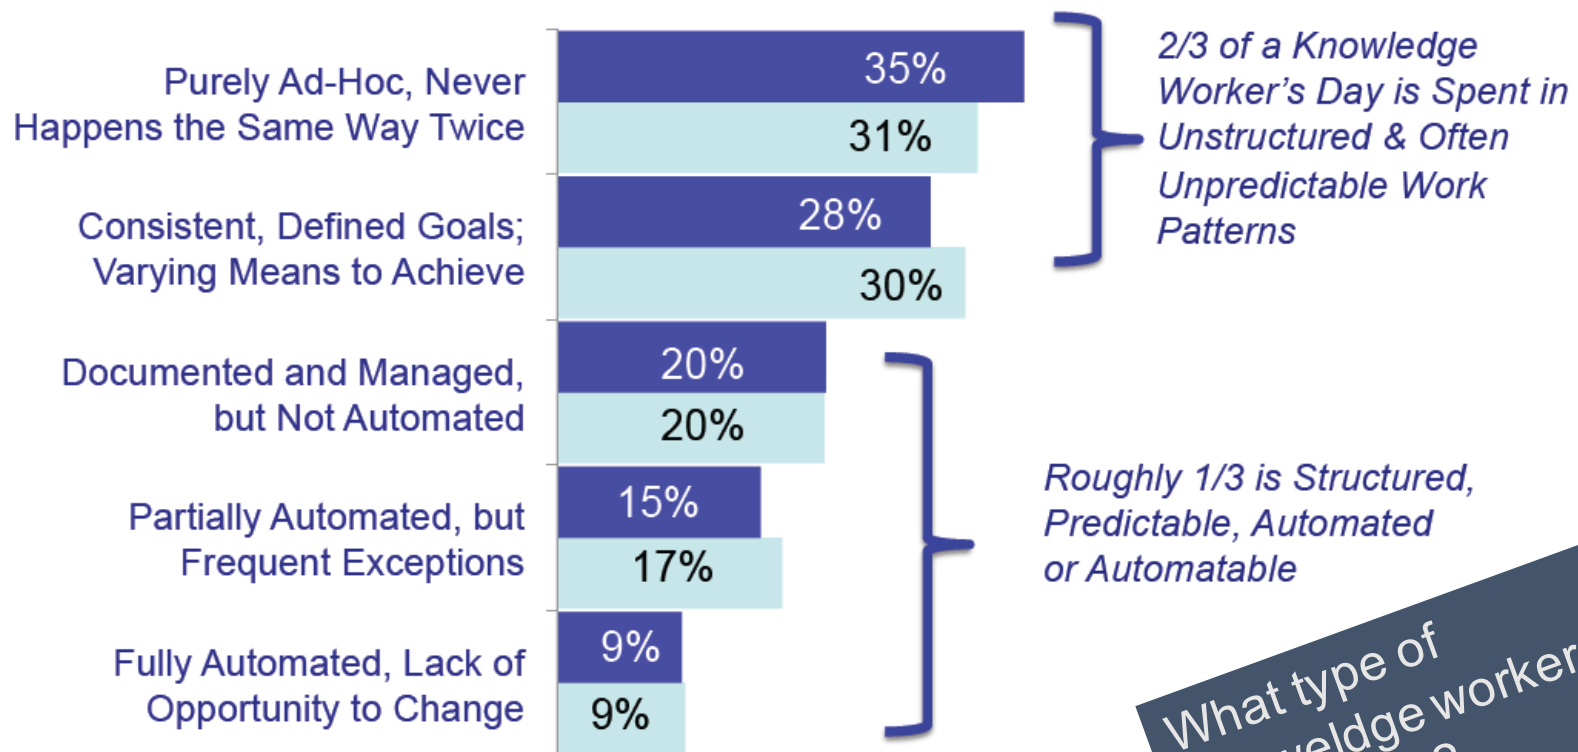 Purely Ad-Hoc, Never
Happens the Same Way Twice
35%
31%
2/3 of a Knowledge
Worker's Day is Spent in
Unstructured & Often
Unpredictable Work
Patterns
Consistent, Defined Goals;
Varying Means to Achieve
28%
30%
Documented and Managed,
but Not Automated
20%
20%
Partially Automated, but
Frequent Exceptions
15%
17%
Roughly 1/3 is Structured,
Predictable, Automated
or Automatable
Fully Automated, Lack of
Opportunity to Change
9%
9%
What type of
worker